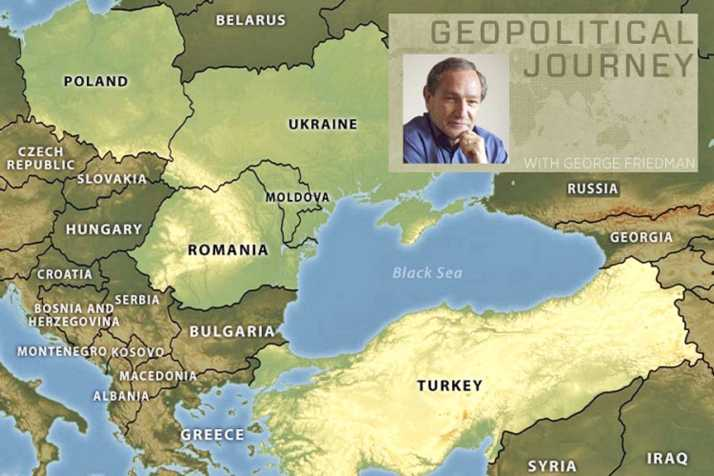 BELARUS
GEOPOLITICAL
JOURNEY
WITH GEORGE FRIEDMAN
POLAND
UKRAINE
CZECH
REPUBLIC
SLOVAKIA
MOLDOVA
RUSSIA
HUNGARY
ROMANIA
GEORGIA
CROATIA
Black Sea
BOSNIA AND
HERZEGOVINA
SERBIA
BULGARIA
MONTENEGRO
KOSOVO
MACEDONIA
ALBANIA
TURKEY
GREECE
SYRIA
IRAQ